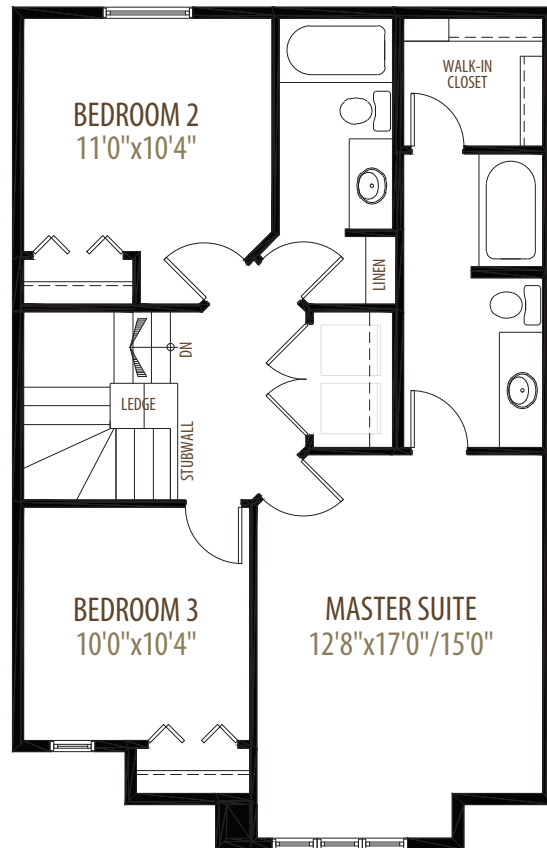 WALK-IN
CLOSET
BEDROOM 2
11'0"x10'4"
LINEN
DN
LEDGE
STUBWALL
BEDROOM 3
10'0"x10'4"
MASTER SUITE
12'8"x17'0"/15'0"